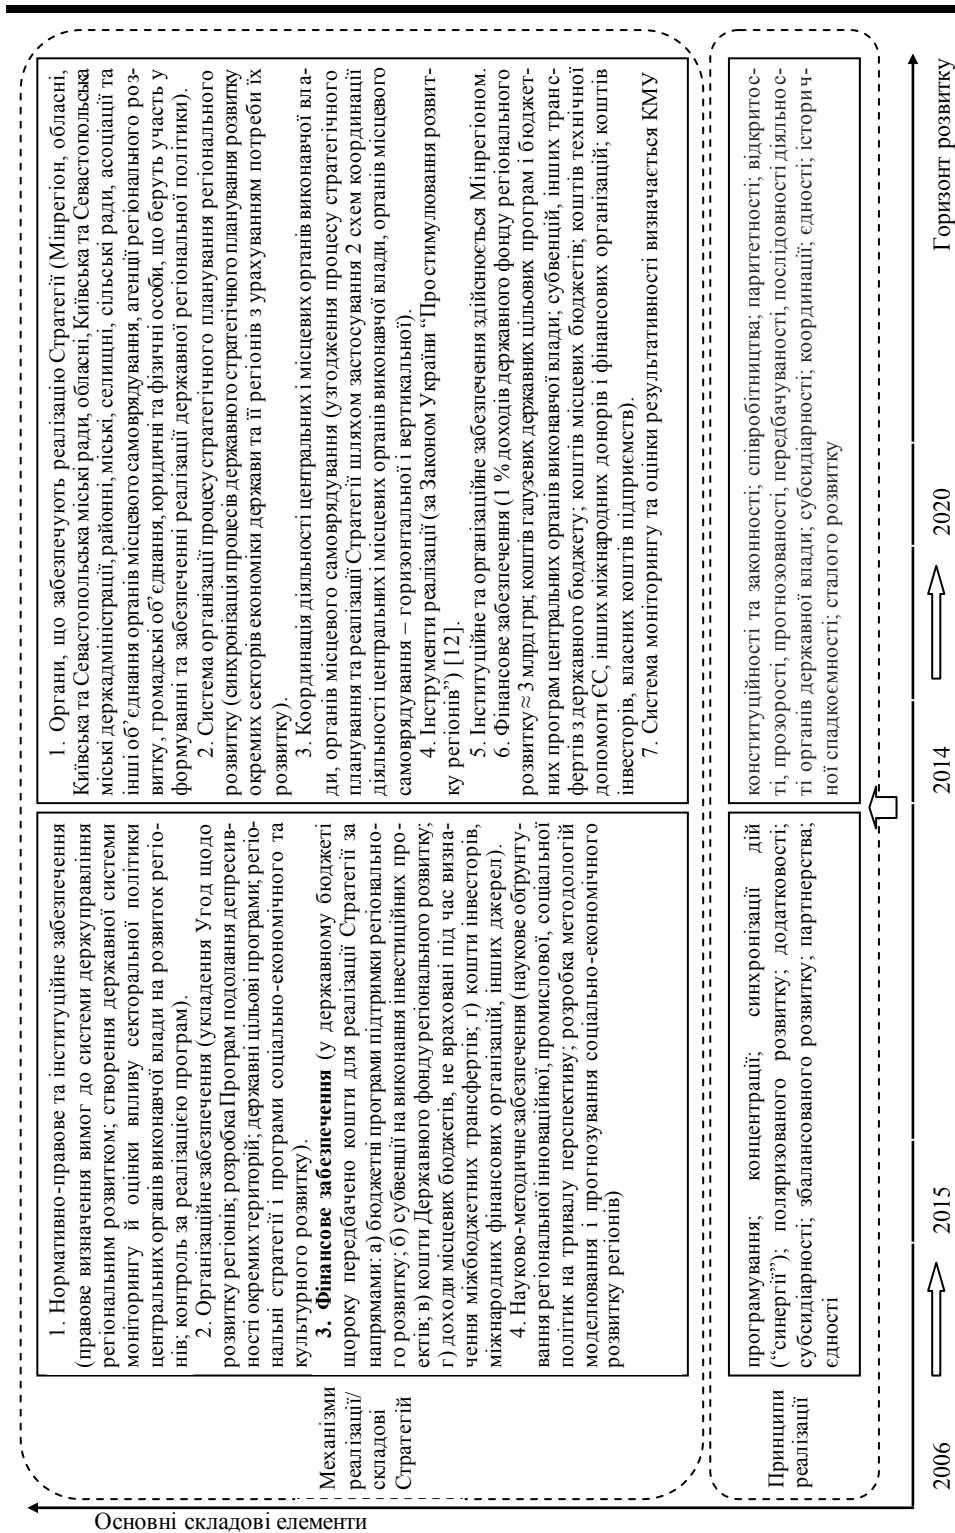 Основні складові елементи
Механізми
реалізації/
складові
Стратегій
1. Нормативно-правове та інституційне забезпечення
(правове визначення вимог до системи держуправління
регіональним розвитком; створення державної системи
моніторингу й оцінки впливу секторальної політики
центральних органів виконавчої влади на розвиток регіо-
нів; контроль за реалізацією програм).
2. Організаційне забезпечення (укладення Угод щодо
розвитку регіонів; розробка Програм подолання депресив-
ності окремих територій; державні цільові програми; регіо-
нальні стратегії і програми соціально-економічного та
культурного розвитку).
3. Фінансове забезпечення (у державному бюджеті
щороку передбачено кошти для реалізації Стратегії за
напрямами: а) бюджетні програми підтримки регіонально-
го розвитку; б) субвенції на виконання інвестиційних про-
ектів; в) кошти Державного фонду регіонального розвитку;
г) доходи місцевих бюджетів, не враховані під час визна-
чення міжбюджетних трансфертів; ґ) кошти інвесторів,
міжнародних фінансових організацій, інших джерел).
4. Науково-методичне забезпечення (наукове обґрунту-
вання регіональної інноваційної, промислової, соціальної
політик на тривалу перспективу; розробка методологій
моделювання і прогнозування соціально-економічного
розвитку регіонів)
1. Органи, що забезпечують реалізацію Стратегії (Мінрегіон, обласні,
Київська та Севастопольська міські ради, обласні, Київська та Севастопольська
міські держадміністрації, районні, міські, селищні, сільські ради, асоціації та
інші об’єднання органів місцевого самоврядування, агенції регіонального роз-
витку, громадські об’єднання, юридичні та фізичні особи, що беруть участь у
формуванні та забезпеченні реалізації державної регіональної політики).
2. Система організації процесу стратегічного планування регіонального
розвитку (синхронізація процесів державного стратегічного планування розвитку
окремих секторів економіки держави та її регіонів з урахуванням потреби їх
розвитку).
3. Координація діяльності центральних і місцевих органів виконавчої вла-
ди, органів місцевого самоврядування (узгодження процесу стратегічного
планування та реалізації Стратегії шляхом застосування 2 схем координації
діяльності центральних і місцевих органів виконавчої влади, органів місцевого
самоврядування – горизонтальної і вертикальної).
4. Інструменти реалізації (за Законом України “Про стимулювання розвит-
ку регіонів”) [12].
5. Інституційне та організаційне забезпечення здійснюється Мінрегіоном.
6. Фінансове забезпечення (1 % доходів державного фонду регіонального
розвитку ≈ 3 млрд грн; коштів галузевих державних цільових програм і бюджет-
них програм центральних органів виконавчої влади; субвенцій, інших транс-
фертів з державного бюджету; коштів місцевих бюджетів; коштів технічної
допомоги ЄС, інших міжнародних донорів і фінансових організацій; коштів
інвесторів, власних коштів підприємств).
7. Система моніторингу та оцінки результативності визначається КМУ
Принципи
реалізації
програмування; концентрації; синхронізації дій
(“синергії”); поляризованого розвитку; додатковості;
субсидіарності; збалансованого розвитку; партнерства;
єдності
конституційності та законності; співробітництва; паритетності; відкритос-
ті, прозорості, прогнозованості, передбачуваності, послідовності діяльнос-
ті органів державної влади; субсидіарності; координації; єдності; історич-
ної спадкоємності; сталого розвитку
2006
2015
2014
2020
Горизонт розвитку